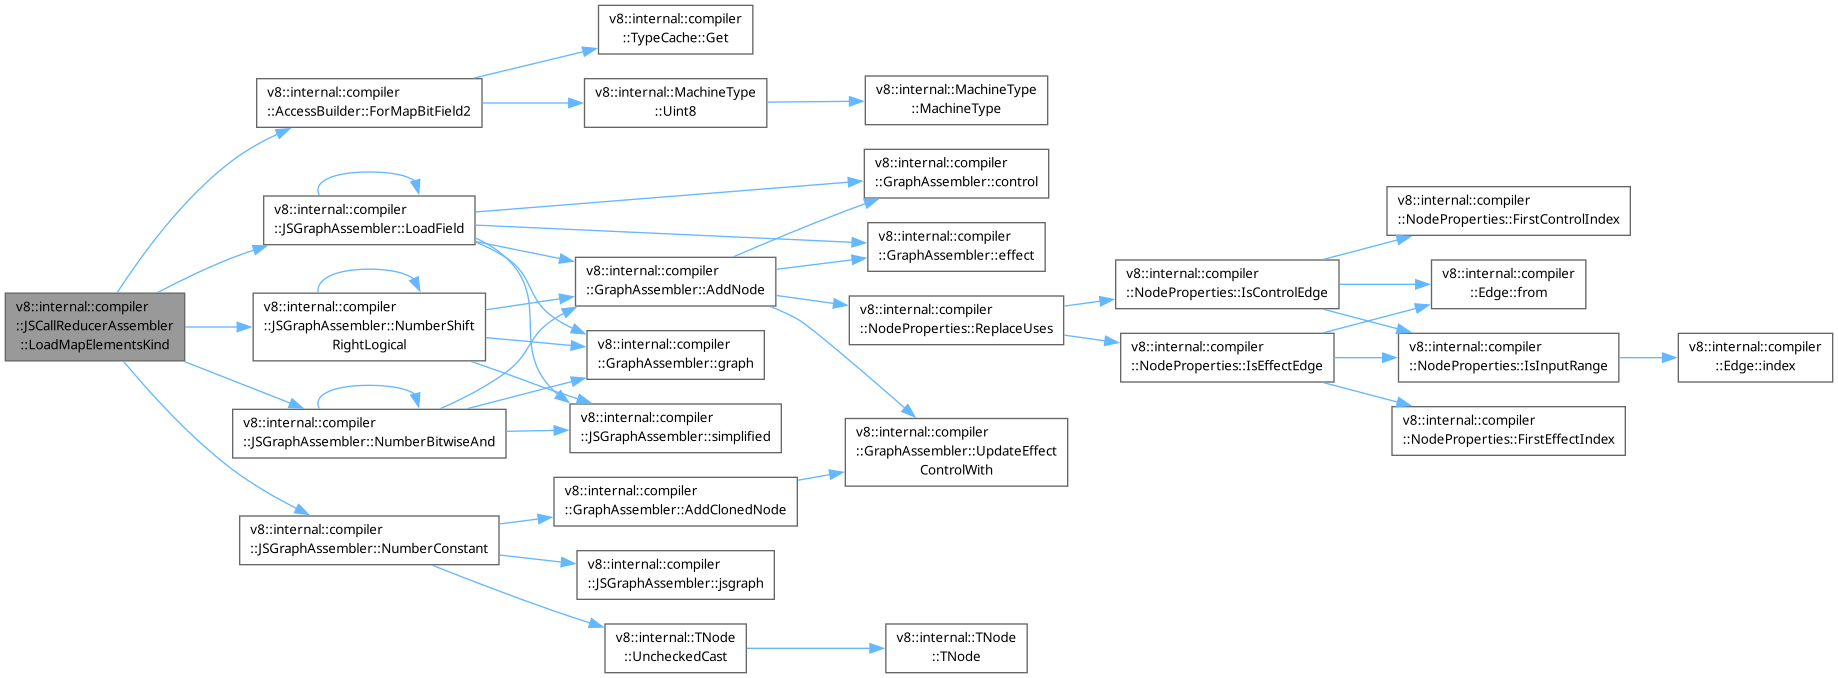 v8::internal::compiler
::JSCallReducerAssembler
::LoadMapElementsKind
v8::internal::compiler
::AccessBuilder::ForMapBitField2
v8::internal::compiler
::TypeCache::Get
v8::internal::MachineType
::Uint8
v8::internal::MachineType
::MachineType
v8::internal::compiler
::JSGraphAssembler::LoadField
v8::internal::compiler
::GraphAssembler::control
v8::internal::compiler
::GraphAssembler::effect
v8::internal::compiler
::GraphAssembler::AddNode
v8::internal::compiler
::NodeProperties::ReplaceUses
v8::internal::compiler
::NodeProperties::IsControlEdge
v8::internal::compiler
::NodeProperties::FirstControlIndex
v8::internal::compiler
::Edge::from
v8::internal::compiler
::NodeProperties::IsInputRange
v8::internal::compiler
::Edge::index
v8::internal::compiler
::NodeProperties::IsEffectEdge
v8::internal::compiler
::NodeProperties::FirstEffectIndex
v8::internal::compiler
::GraphAssembler::UpdateEffect
ControlWith
v8::internal::compiler
::GraphAssembler::graph
v8::internal::compiler
::JSGraphAssembler::simplified
v8::internal::compiler
::JSGraphAssembler::NumberShift
RightLogical
v8::internal::compiler
::JSGraphAssembler::NumberBitwiseAnd
v8::internal::compiler
::JSGraphAssembler::NumberConstant
v8::internal::compiler
::GraphAssembler::AddClonedNode
v8::internal::compiler
::JSGraphAssembler::jsgraph
v8::internal::TNode
::UncheckedCast
v8::internal::TNode
::TNode